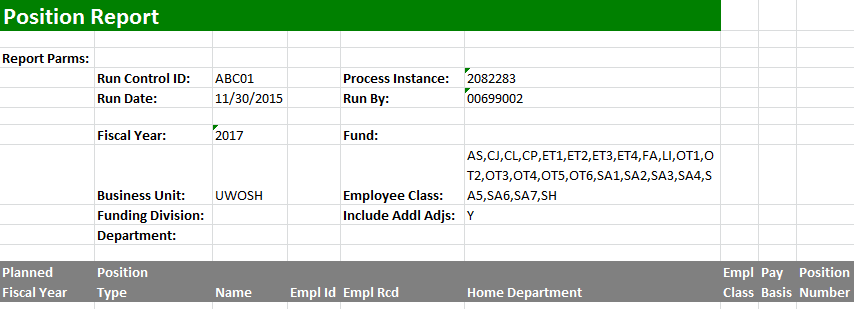 Position Report
Report Parms:
Run Control ID: ABC01 Process Instance: 2082283
Run Date: 11/30/2015 Run By: 00699002
Fiscal Year: 2017 Fund:
AS,CJ,CL,CP,ET1,ET2,ET3,ET4,FA,LI,OT1,O
T2,OT3,OT4,OT5,OT6,SA1,SA2,SA3,SA4,S
Business Unit: UWOSH Employee Class: A5,SA6,SA7,SH
Funding Division: Include Addl Adjs: Y
Department:
Planned Position Empl Pay Position
Fiscal Year Type Name Empl Id Empl Rcd Home Department Class Basis Number